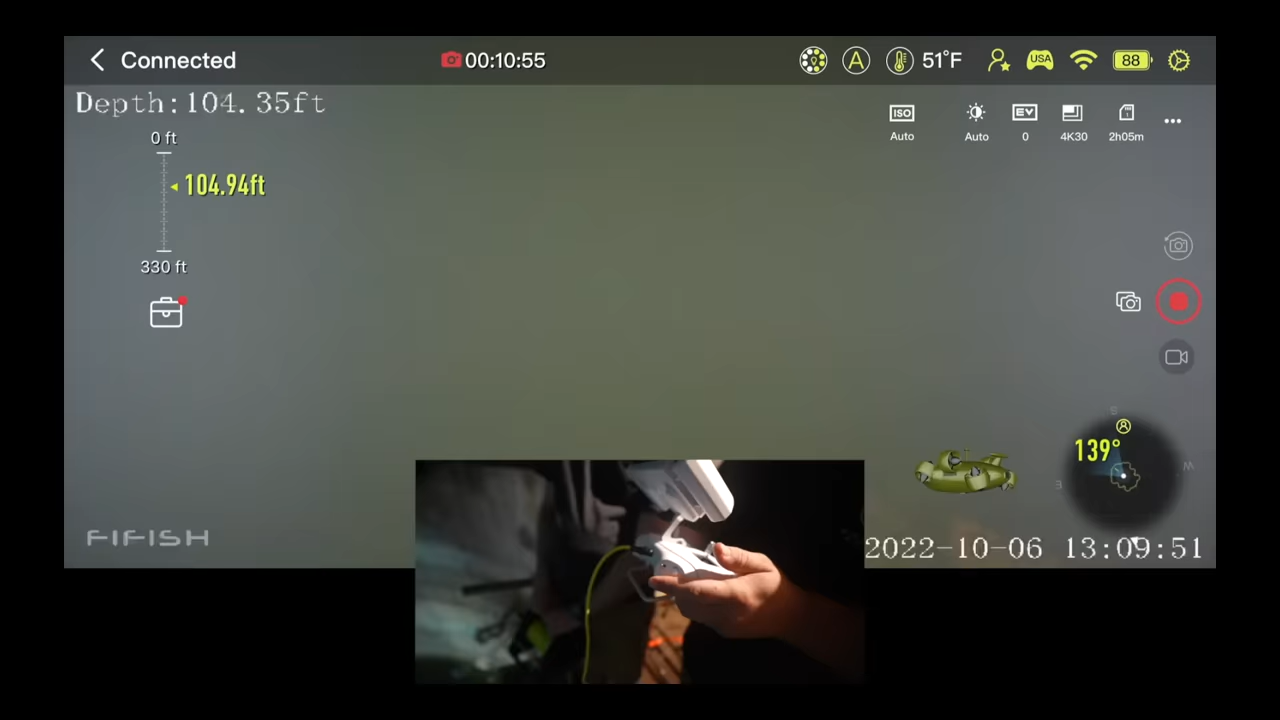 Connected
00:10:55
A
51°F
USA
88
Depth:104.35ft
0 ft
104.94ft
330 ft
ISO
Auto
Auto
EV
0
4K30
2h05m
139°
W
FIFISH
2022-10-06 13:09:51